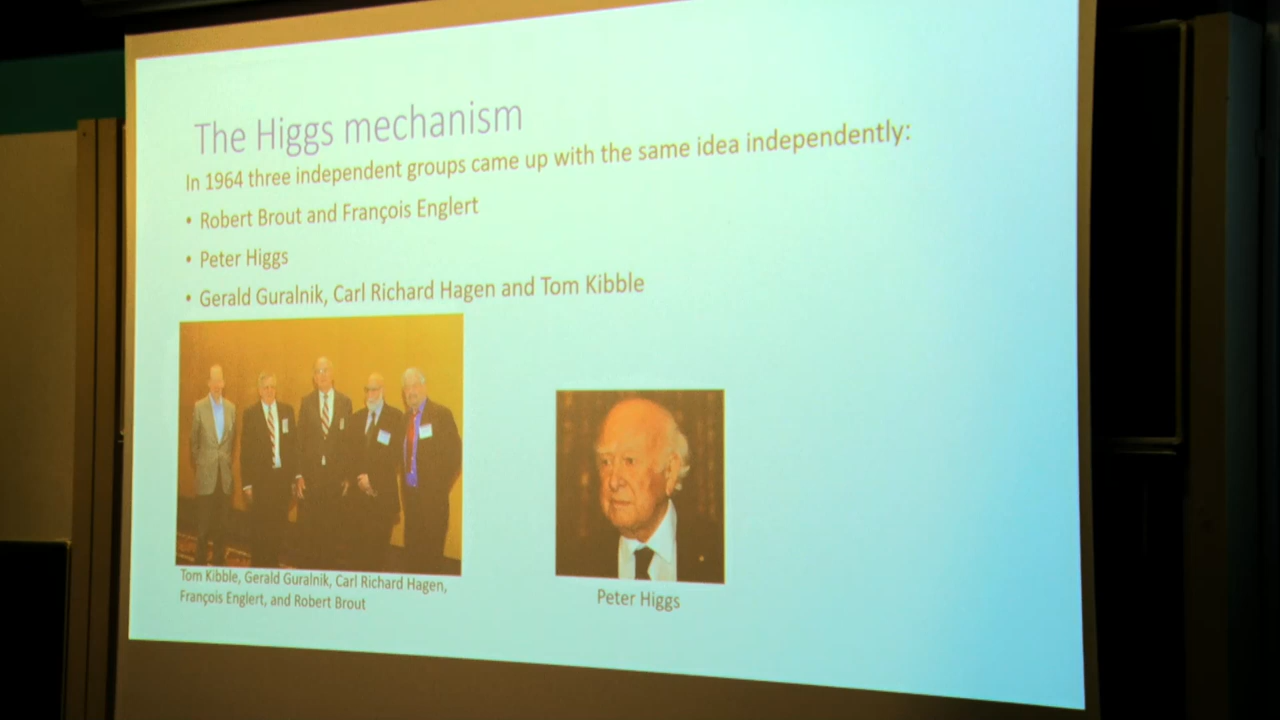 The Higgs mechanism
In 1964 three independent groups came up with the same idea independently:
• Robert Brout and François Englert
• Peter Higgs
• Gerald Guralnik, Carl Richard Hagen and Tom Kibble
Tom Kibble, Gerald Guralnik, Carl Richard Hagen,
François Englert, and Robert Brout
Peter Higgs